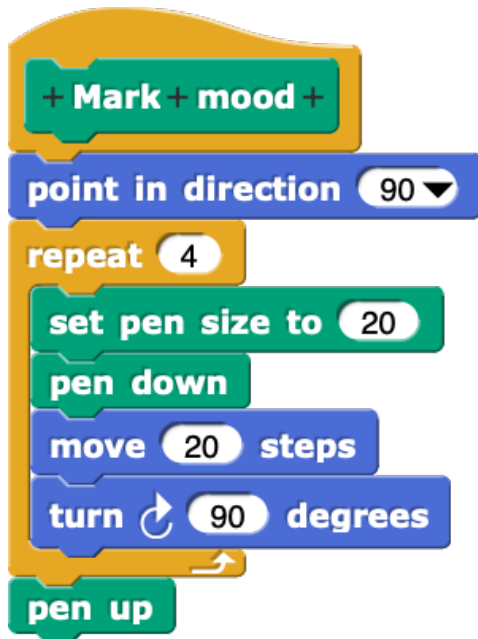 + Mark + mood +
point in direction 90
repeat 4
set pen size to 20
pen down
move 20 steps
turn 90 degrees
pen up